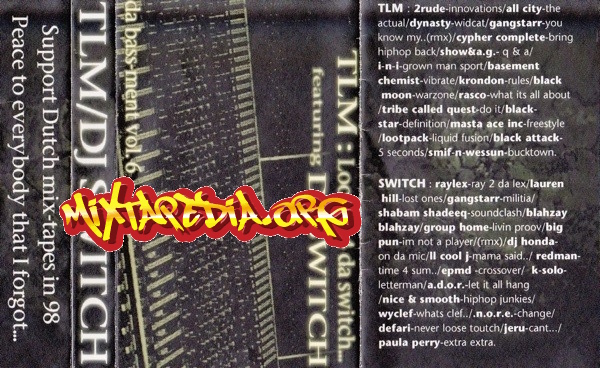 Support Dutch mix-tapes in 98
Peace to everybody that I forgot...
TLM/DJ SWITCH
da bass-ment vol.6
TLM : Loc da switch...
featuring D WITCH
MIXTAPEDIA.ORG
TLM : 2rude-innovations/all city-the
actual/dynasty-widcat/gangstarr-you
know my..(rmx)/cypher complete-bring
hiphop back/show&a.g.- q & a/
i-n-i-grown man sport/basement
chemist-vibrate/krondon-rules/black
moon-warzone/rasco-what its all about
/tribe called quest-do it/black-
star-definition/masta ace inc-freestyle
/lootpack-liquid fusion/black attack-
5 seconds/smif-n-wessun-bucktown.
SWITCH : raylex-ray 2 da lex/lauren
hill-lost ones/gangstarr-militia/
shabam shadeeq-soundclash/blahzay
blahzay/group home-livin proov/big
pun-im not a player/(rmx)/dj honda-
on da mic/ll cool j-mama said../ redman-
time 4 sum../epmd -crossover/ k-solo-
letterman/a.d.o.r.-let it all hang
/nice & smooth-hiphop junkies/
wyclef-whats clef../.n.o.r.e.-change/
defari-never loose toutch/jeru-cant.../
paula perry-extra extra.